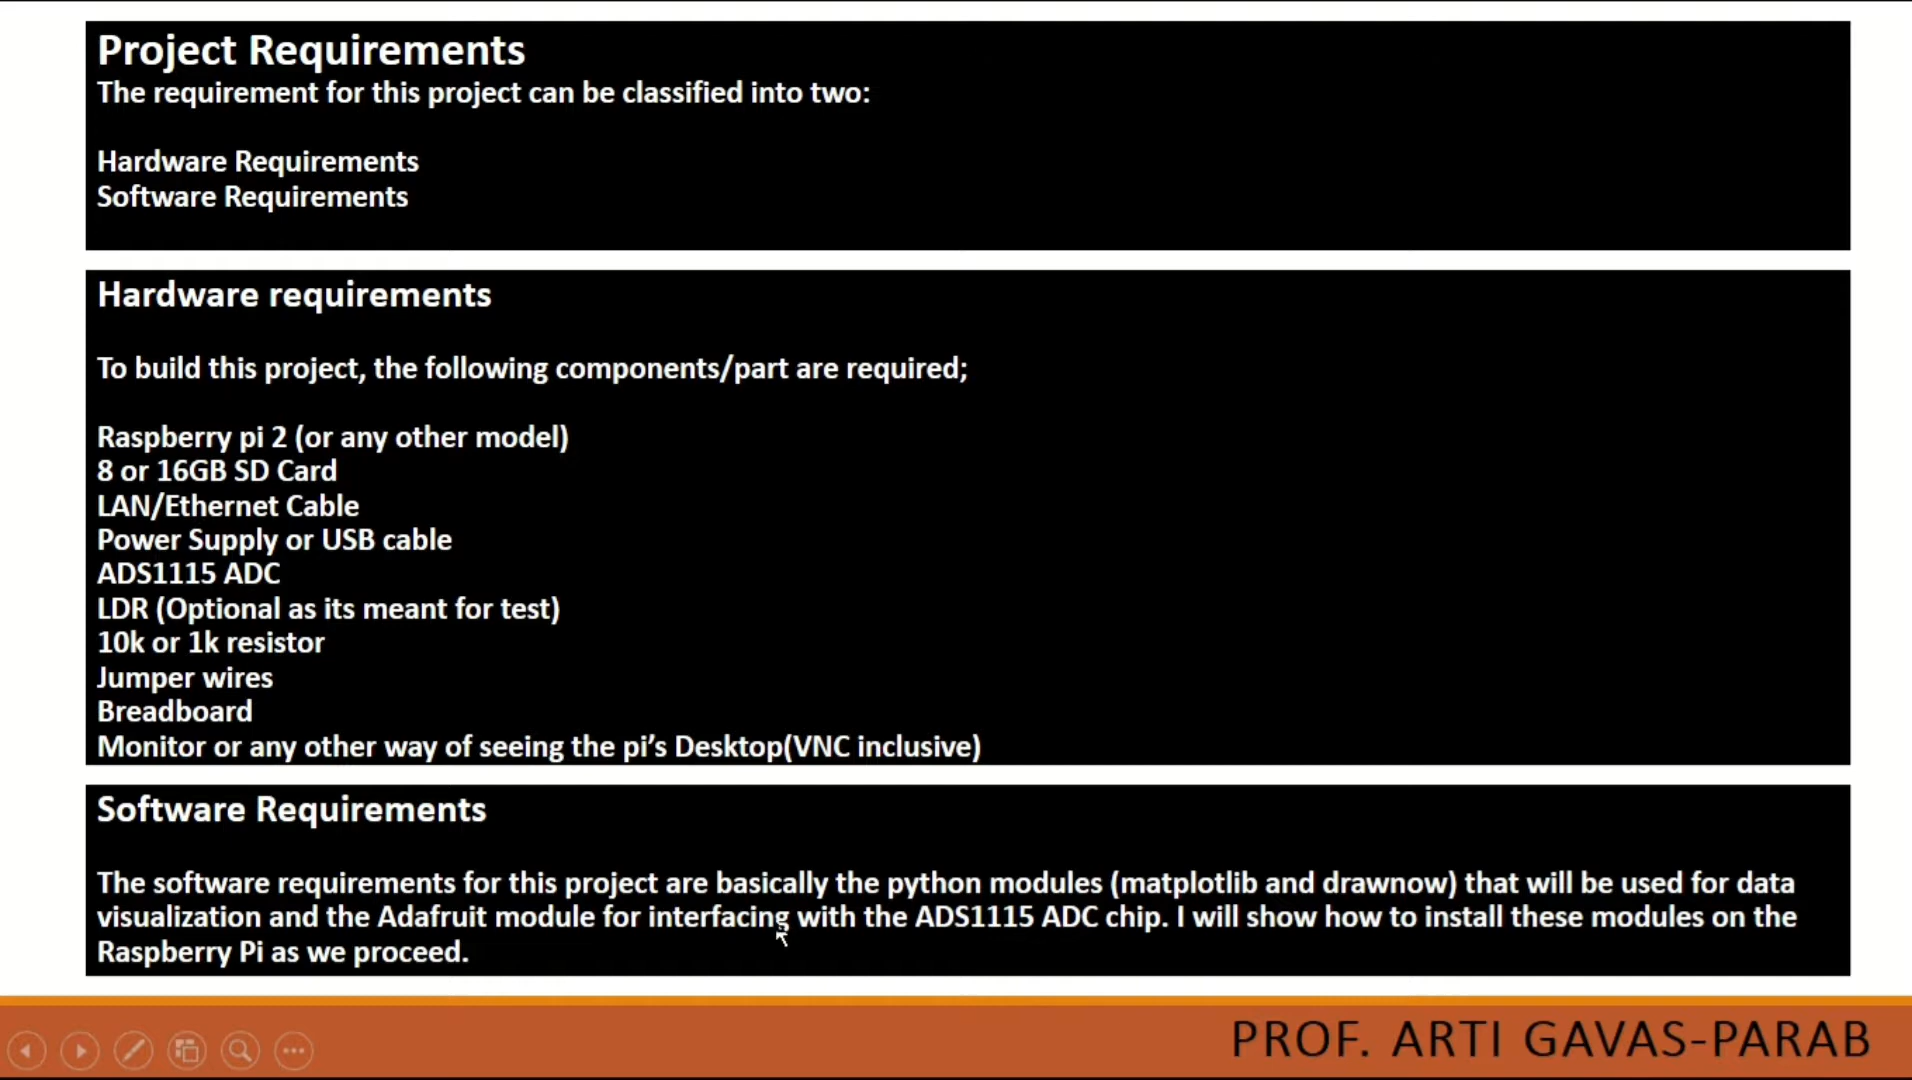 Project Requirements
The requirement for this project can be classified into two:
Hardware Requirements
Software Requirements
Hardware requirements
To build this project, the following components/part are required;
Raspberry pi 2 (or any other model)
8 or 16GB SD Card
LAN/Ethernet Cable
Power Supply or USB cable
ADS1115 ADC
LDR (Optional as its meant for test)
10k or 1k resistor
Jumper wires
Breadboard
Monitor or any other way of seeing the pi’s Desktop(VNC inclusive)
Software Requirements
The software requirements for this project are basically the python modules (matplotlib and drawnow) that will be used for data
visualization and the Adafruit module for interfacing with the ADS1115 ADC chip. I will show how to install these modules on the
Raspberry Pi as we proceed.
PROF. ARTI GAVAS-PARAB